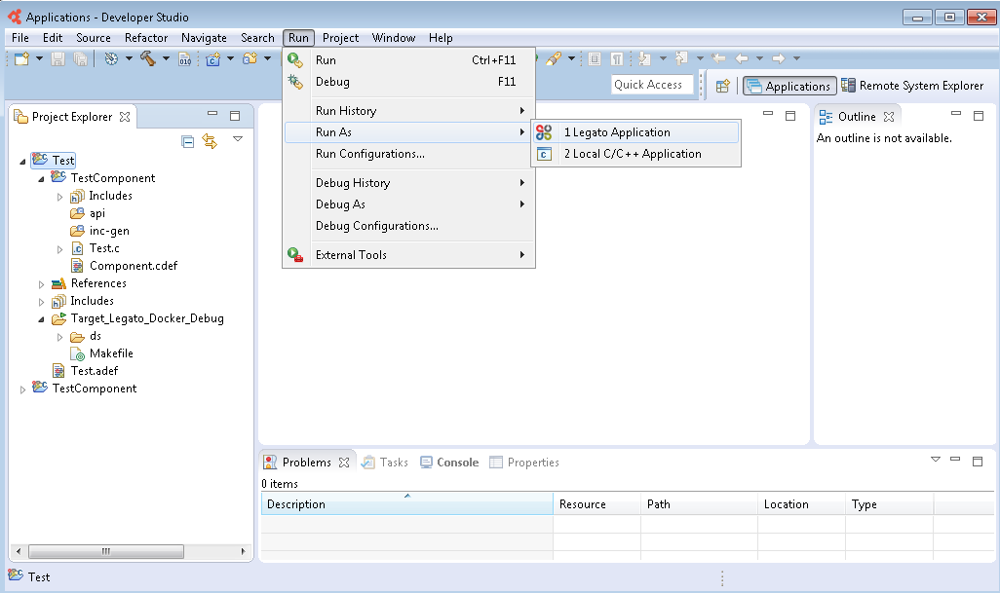 Applications - Developer Studio
File Edit Source Refactor Navigate Search Run Project Window Help
010
Quick Access
Applications
Remote System Explorer
Run Ctrl+F11
Debug F11
Run History
Run As
Run Configurations...
Debug History
Debug As
Debug Configurations...
External Tools
1 Legato Application
2 Local C/C++ Application
Project Explorer
Test
TestComponent
Includes
api
inc-gen
Test.c
Component.cdef
References
Includes
Target_Legato_Docker_Debug
ds
Makefile
Test.adef
TestComponent
Outline
An outline is not available.
Problems Tasks Console Properties
0 items
Description Resource Path Location Type
Test